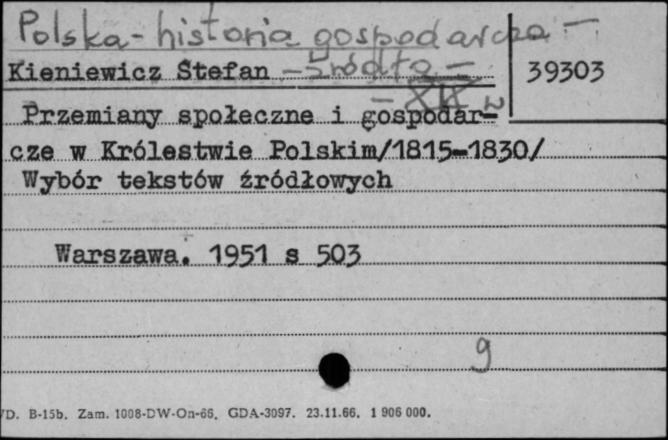 Polska - historia gospodarcza -
Kieniewicz Stefan - źródła - 39303
- XIX w
Przemiany społeczne i gospodar-
cze w Królestwie Polskim/1815-1830/
Wybór tekstów źródłowych
Warszawa. 1951 s 503
9
D. B-15b. Zam. 1008-DW-On-66. GDA-3097. 23.11.66. 1 906 000.